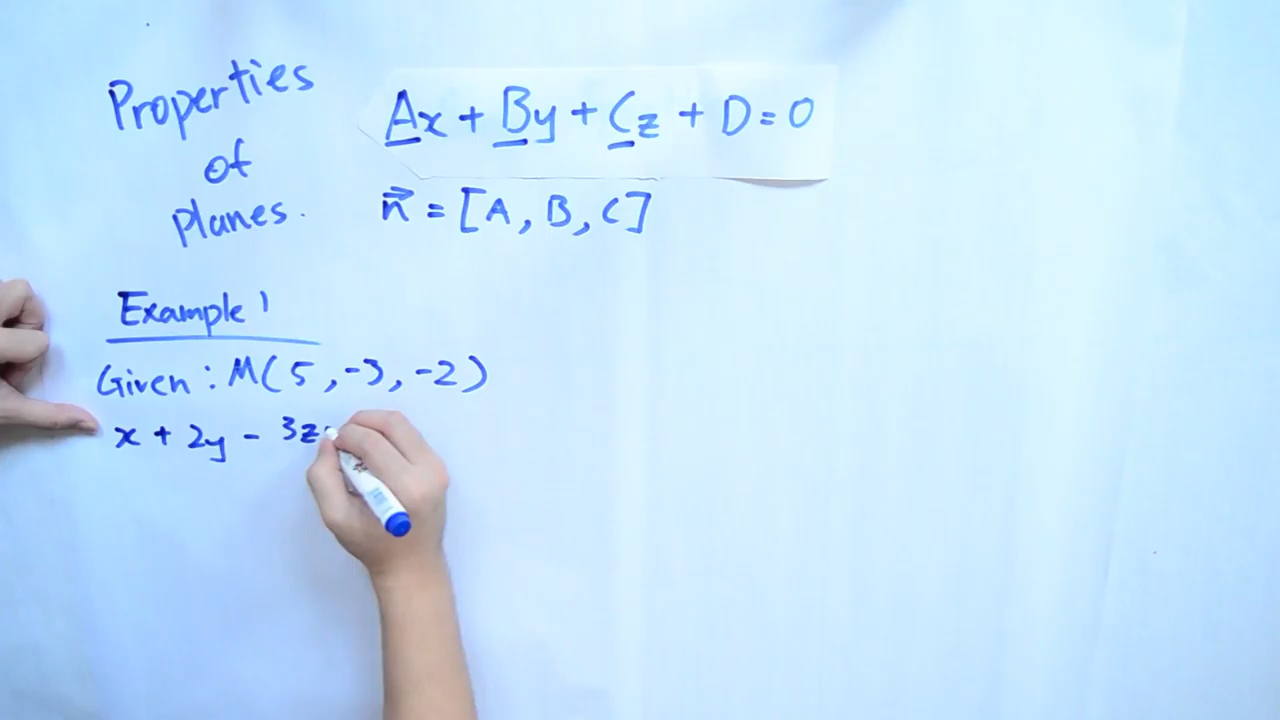 Properties
of
planes.
Ax + By + Cz + D = 0
n⃗ = [A, B, C]
Example 1
Given: M(5, -3, -2)
x + 2y - 3z